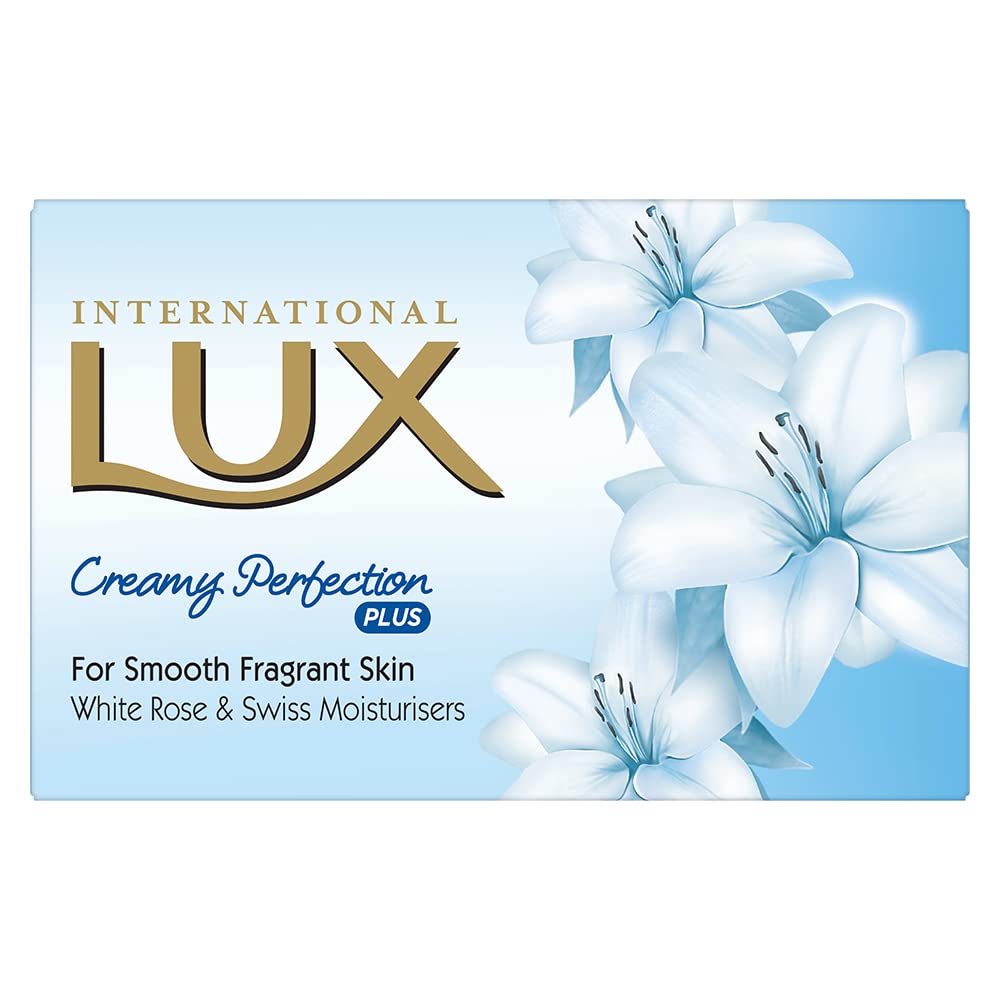 INTERNATIONAL
LUX
Creamy Perfection
PLUS
For Smooth Fragrant Skin
White Rose & Swiss Moisturisers